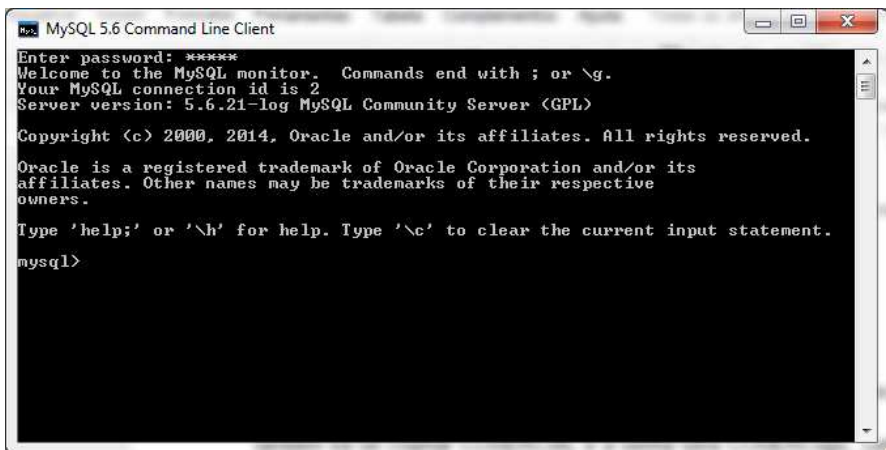 MySQL 5.6 Command Line Client
Enter password: *****
Welcome to the MySQL monitor.  Commands end with ; or \g.
Your MySQL connection id is 2
Server version: 5.6.21-log MySQL Community Server (GPL)
Copyright (c) 2000, 2014, Oracle and/or its affiliates. All rights reserved.
Oracle is a registered trademark of Oracle Corporation and/or its
affiliates. Other names may be trademarks of their respective
owners.
Type 'help;' or '\h' for help. Type '\c' to clear the current input statement.
mysql>